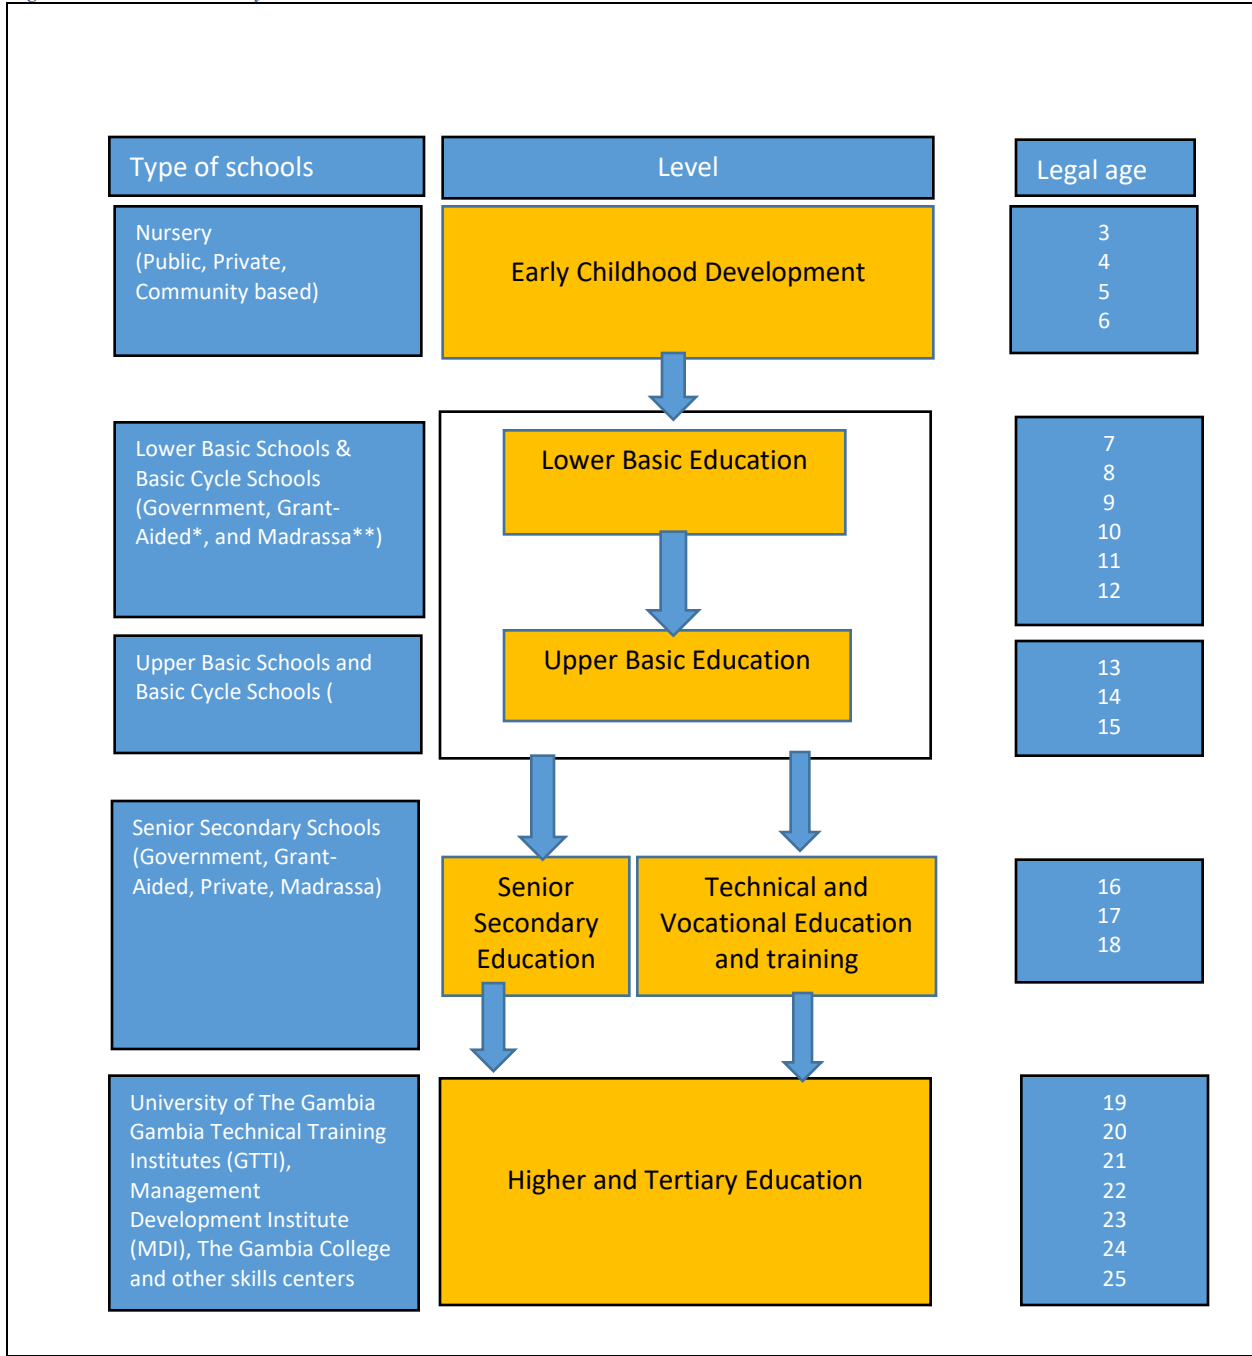 Type of schools
Level
Legal age
Nursery
(Public, Private,
Community based)
Early Childhood Development
3
4
5
6
Lower Basic Schools &
Basic Cycle Schools
(Government, Grant-
Aided*, and Madrassa**)
Lower Basic Education
7
8
9
10
11
12
Upper Basic Schools and
Basic Cycle Schools (
Upper Basic Education
13
14
15
Senior Secondary Schools
(Government, Grant-
Aided, Private, Madrassa)
Senior
Secondary
Education
Technical and
Vocational Education
and training
16
17
18
University of The Gambia
Gambia Technical Training
Institutes (GTTI),
Management
Development Institute
(MDI), The Gambia College
and other skills centers
Higher and Tertiary Education
19
20
21
22
23
24
25